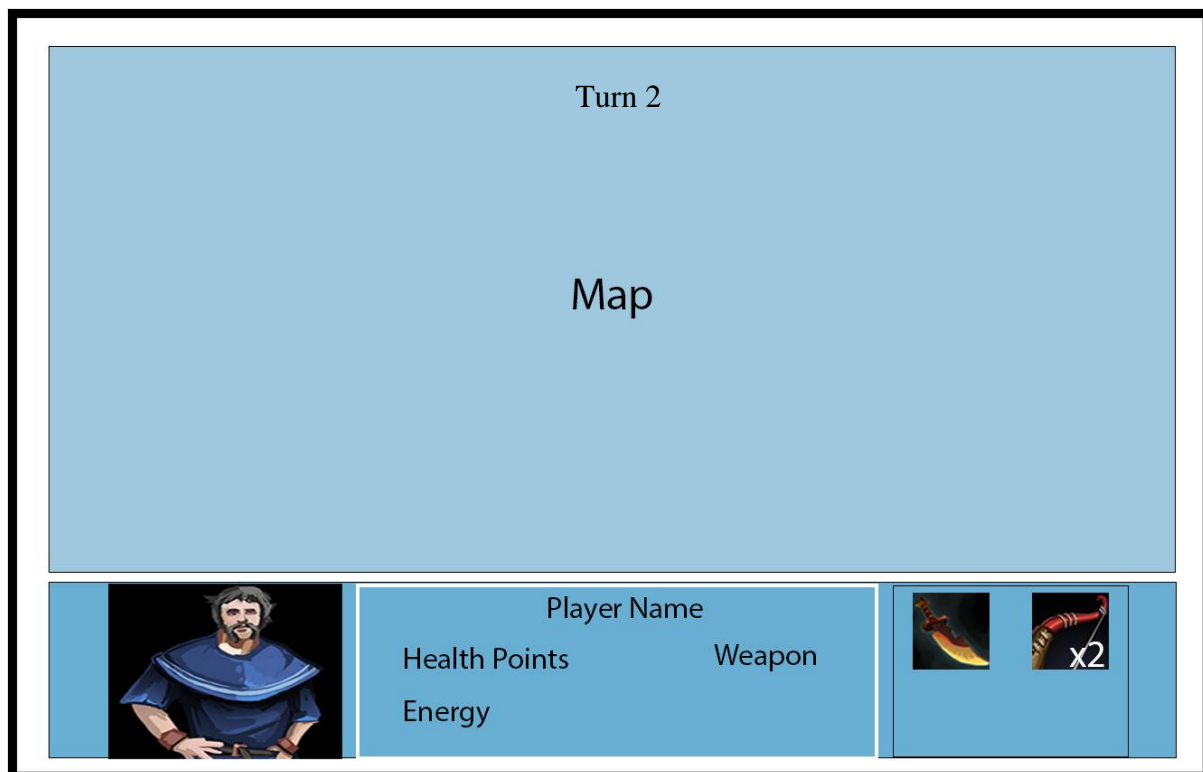 Turn 2
Map
Player Name
Health Points
Weapon
Energy
x2